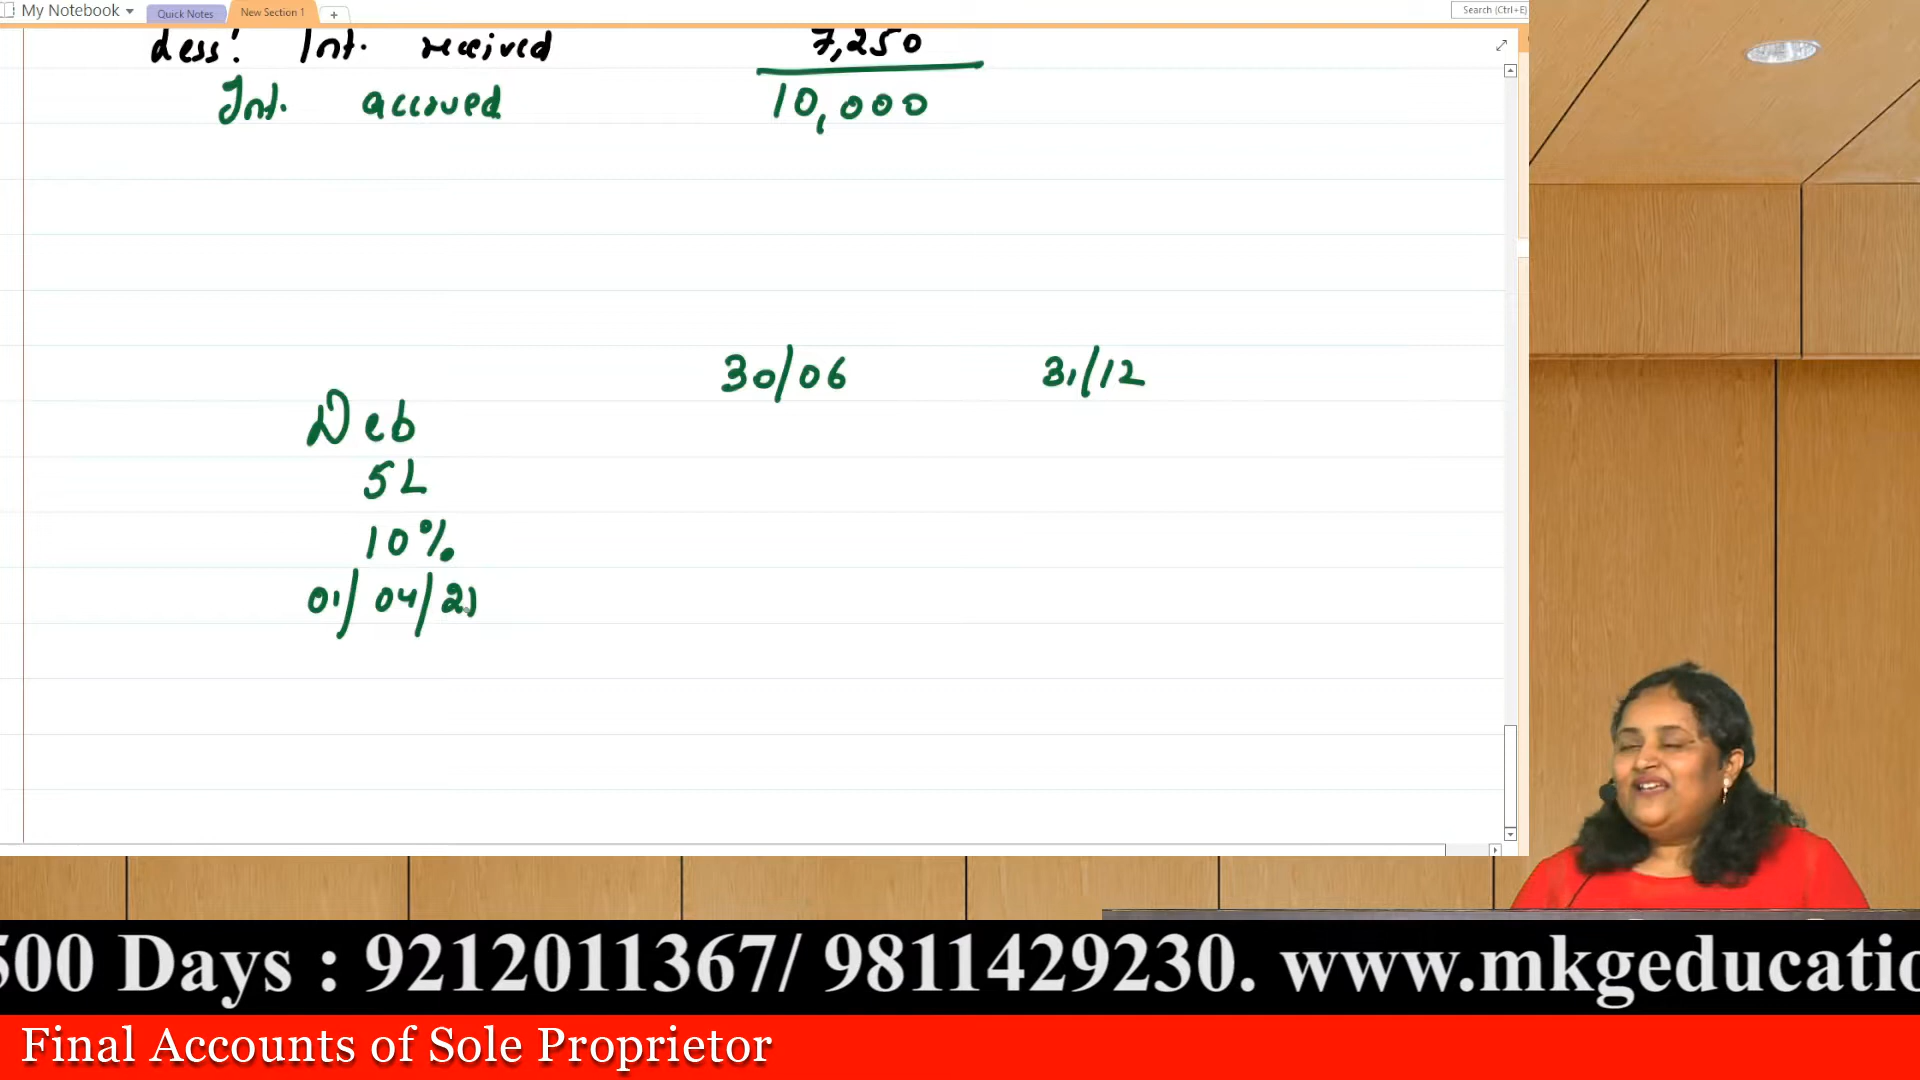 My Notebook Quick Notes New Section 1 + Search (Ctrl+E)
Less: Int. received 7,250
Int. accrued 10,000
30/06 31/12
Deb
5L
10%
01/04/21
500 Days : 9212011367/ 9811429230. www.mkgeducatio
Final Accounts of Sole Proprietor